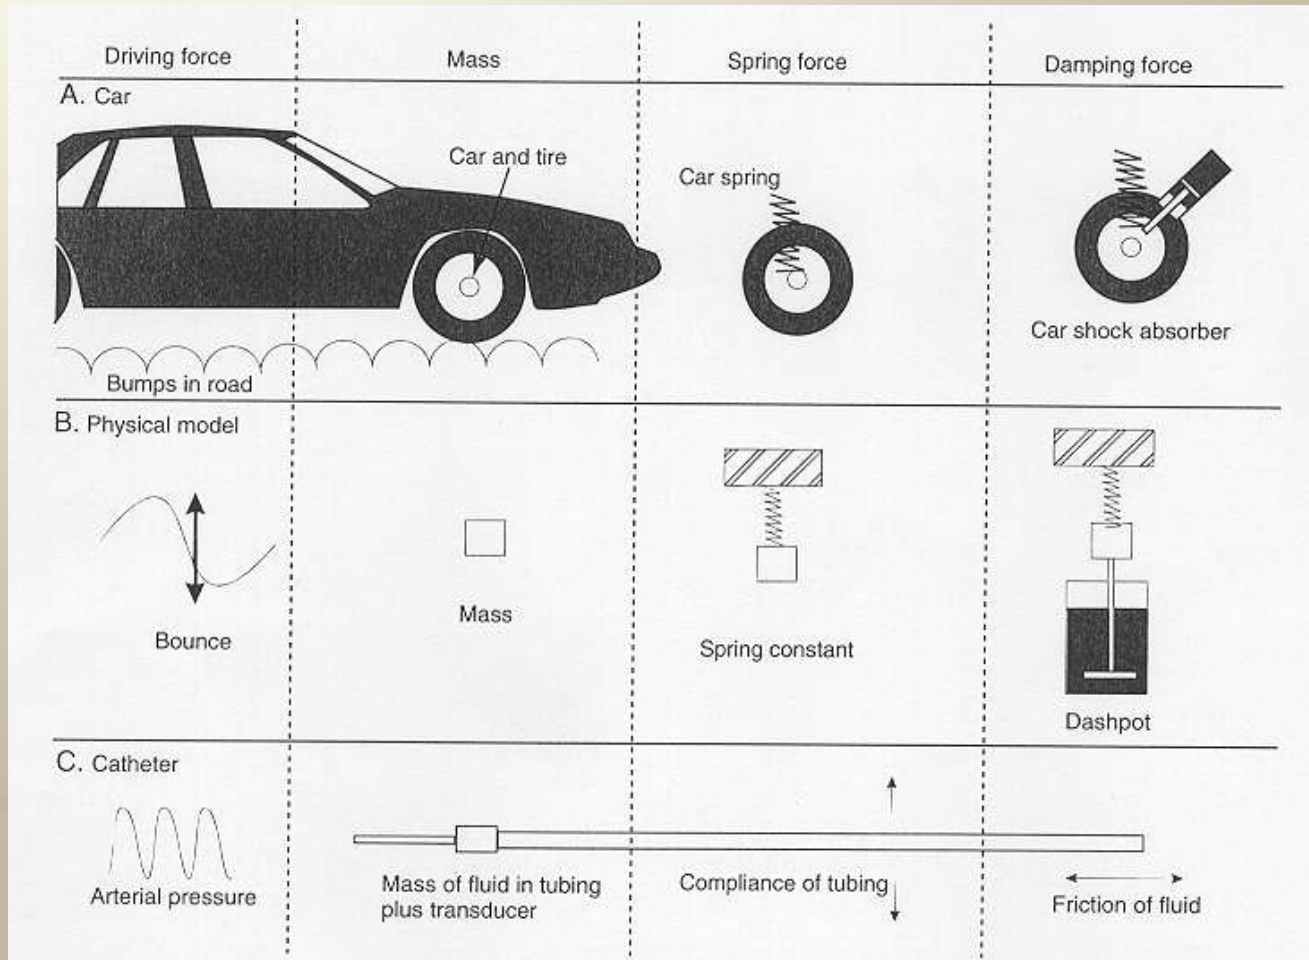 Driving force
Mass
Spring force
Damping force
A. Car
Car and tire
Car spring
Car shock absorber
Bumps in road
B. Physical model
Bounce
Mass
Spring constant
Dashpot
C. Catheter
Arterial pressure
Mass of fluid in tubing
plus transducer
Compliance of tubing
Friction of fluid